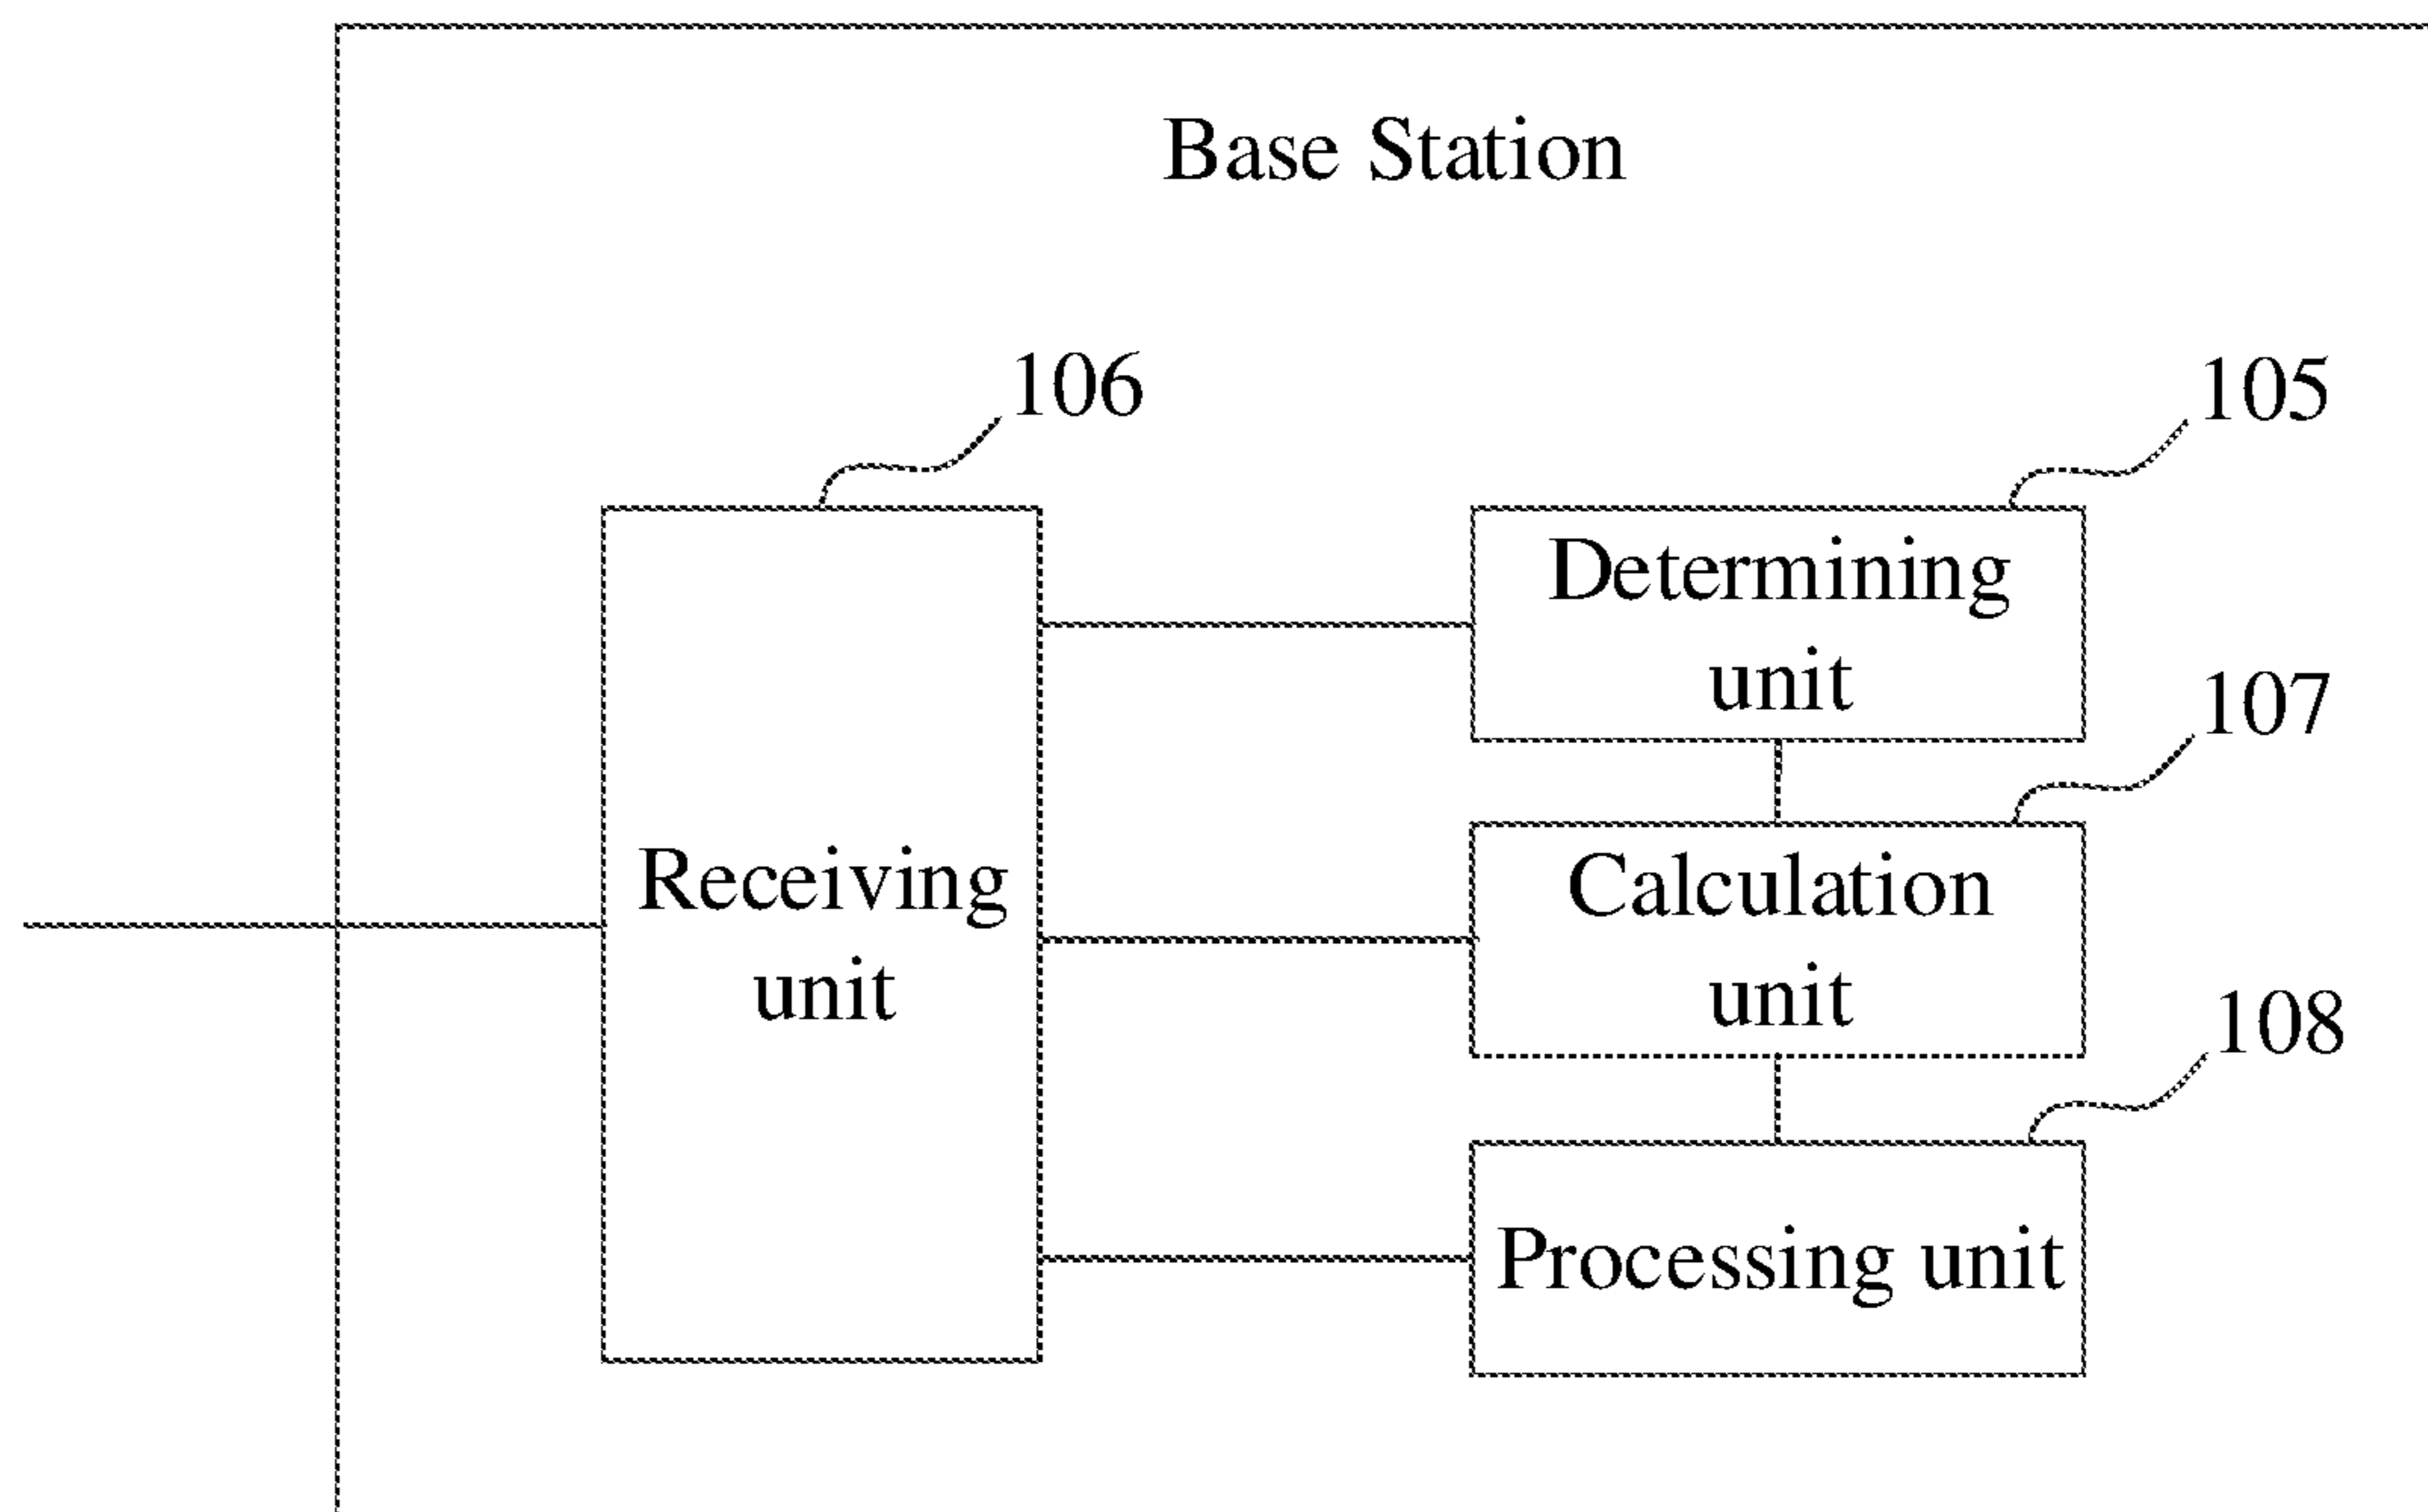 Base Station
106
105
Determining
unit
107
Receiving
unit
Calculation
unit
108
Processing unit